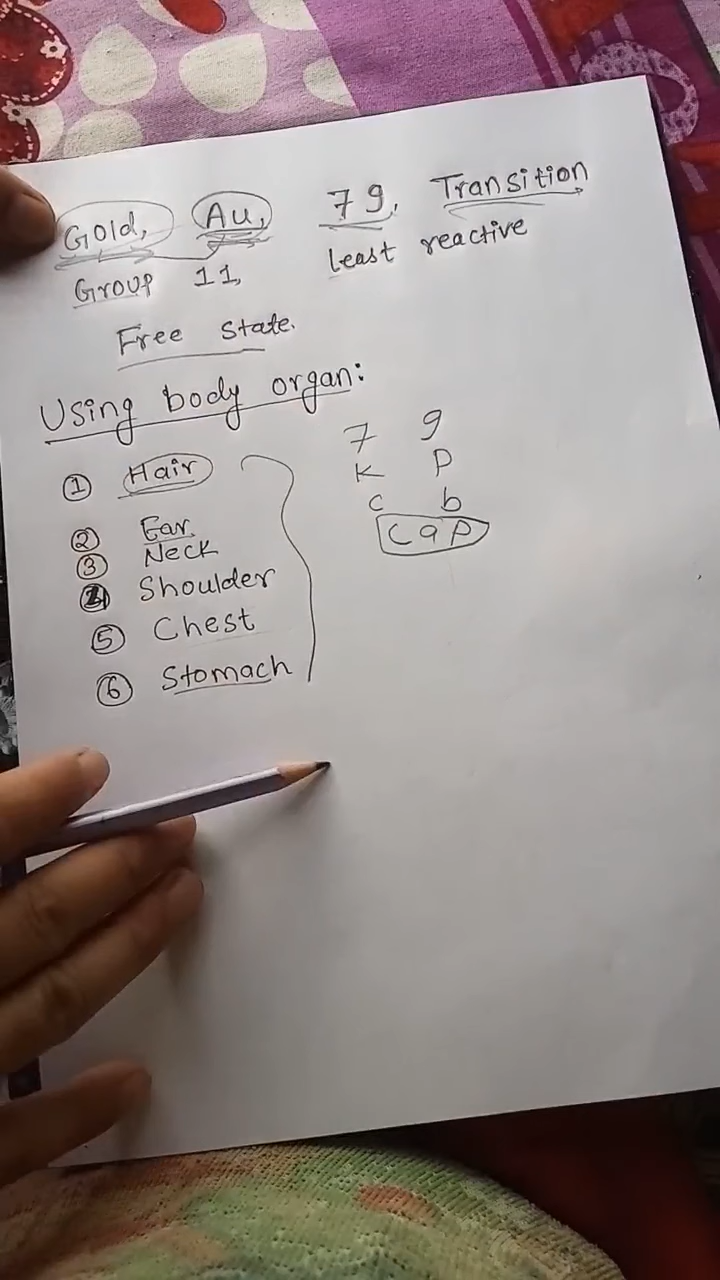 Gold, Au, 79, Transition
Group 11, least reactive
Free state.
Using body organ:
7 9
K P
c b
cap
① Hair
② Ear
③ Neck
④ Shoulder
⑤ Chest
⑥ Stomach